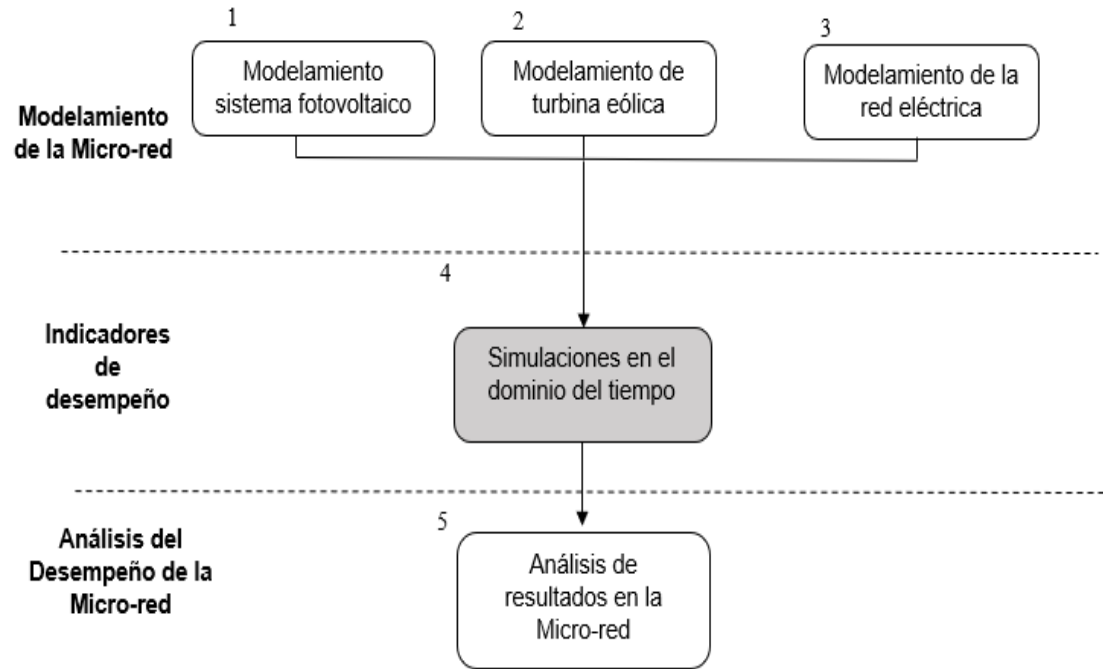 1
Modelamiento
sistema fotovoltaico
2
Modelamiento de
turbina eólica
3
Modelamiento de la
red eléctrica
Modelamiento
de la Micro-red
4
Indicadores
de
desempeño
Simulaciones en el
dominio del tiempo
5
Análisis del
Desempeño de la
Micro-red
Análisis de
resultados en la
Micro-red